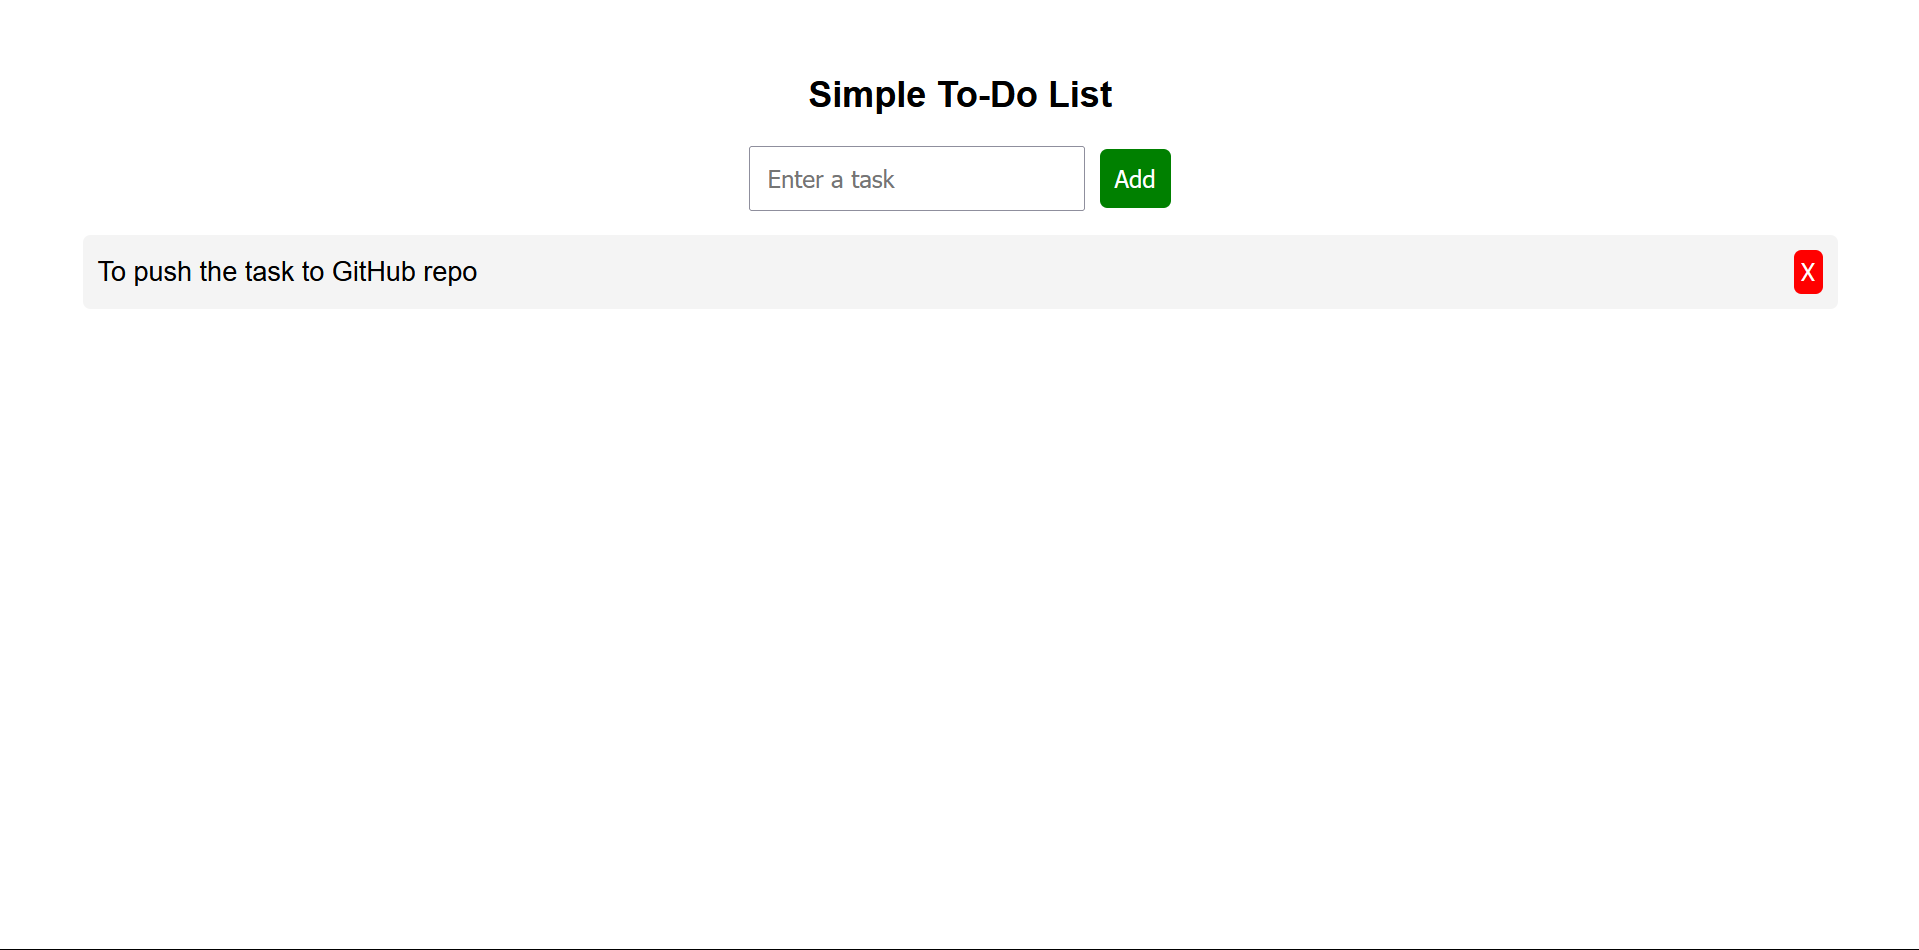 Simple To-Do List
Enter a task
Add
To push the task to GitHub repo
X